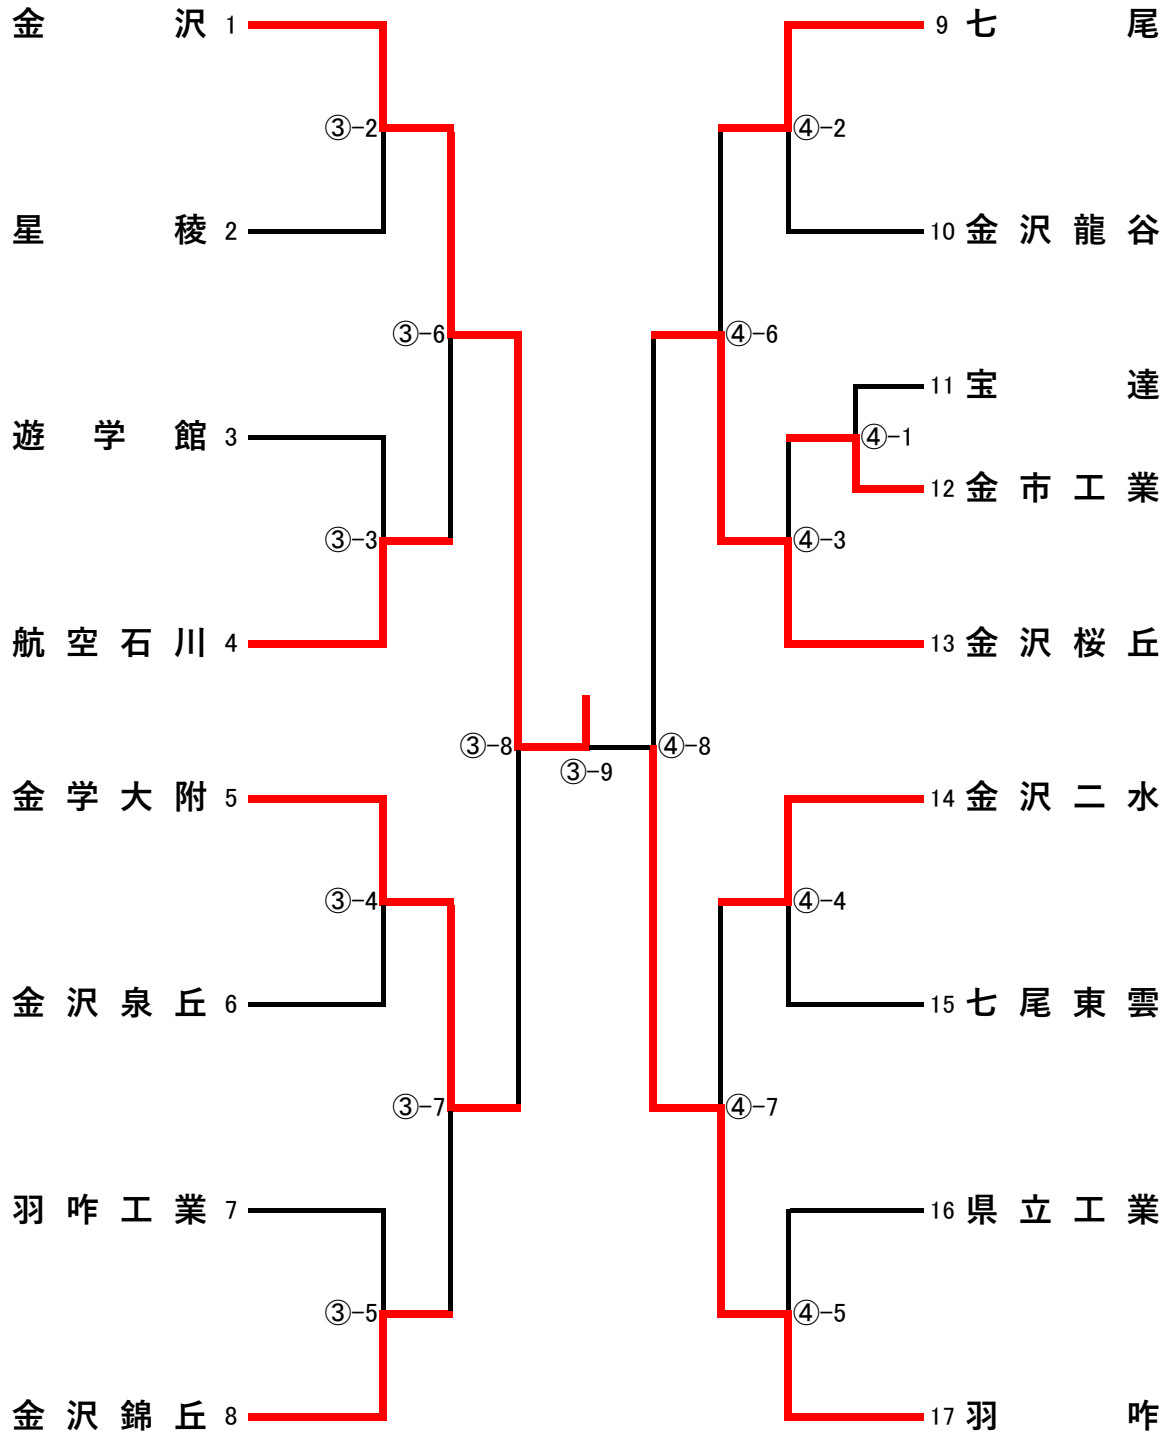 金沢 1
③-2
星稜 2
③-6
遊学館 3
③-3
航空石川 4
③-8
金学大附 5
③-4
金沢泉丘 6
③-7
羽咋工業 7
③-5
金沢錦丘 8
③-9
9 七尾
④-2
10 金沢龍谷
④-6
11 宝達
④-1
12 金市工業
④-3
13 金沢桜丘
④-8
14 金沢二水
④-4
15 七尾東雲
④-7
16 県立工業
④-5
17 羽咋